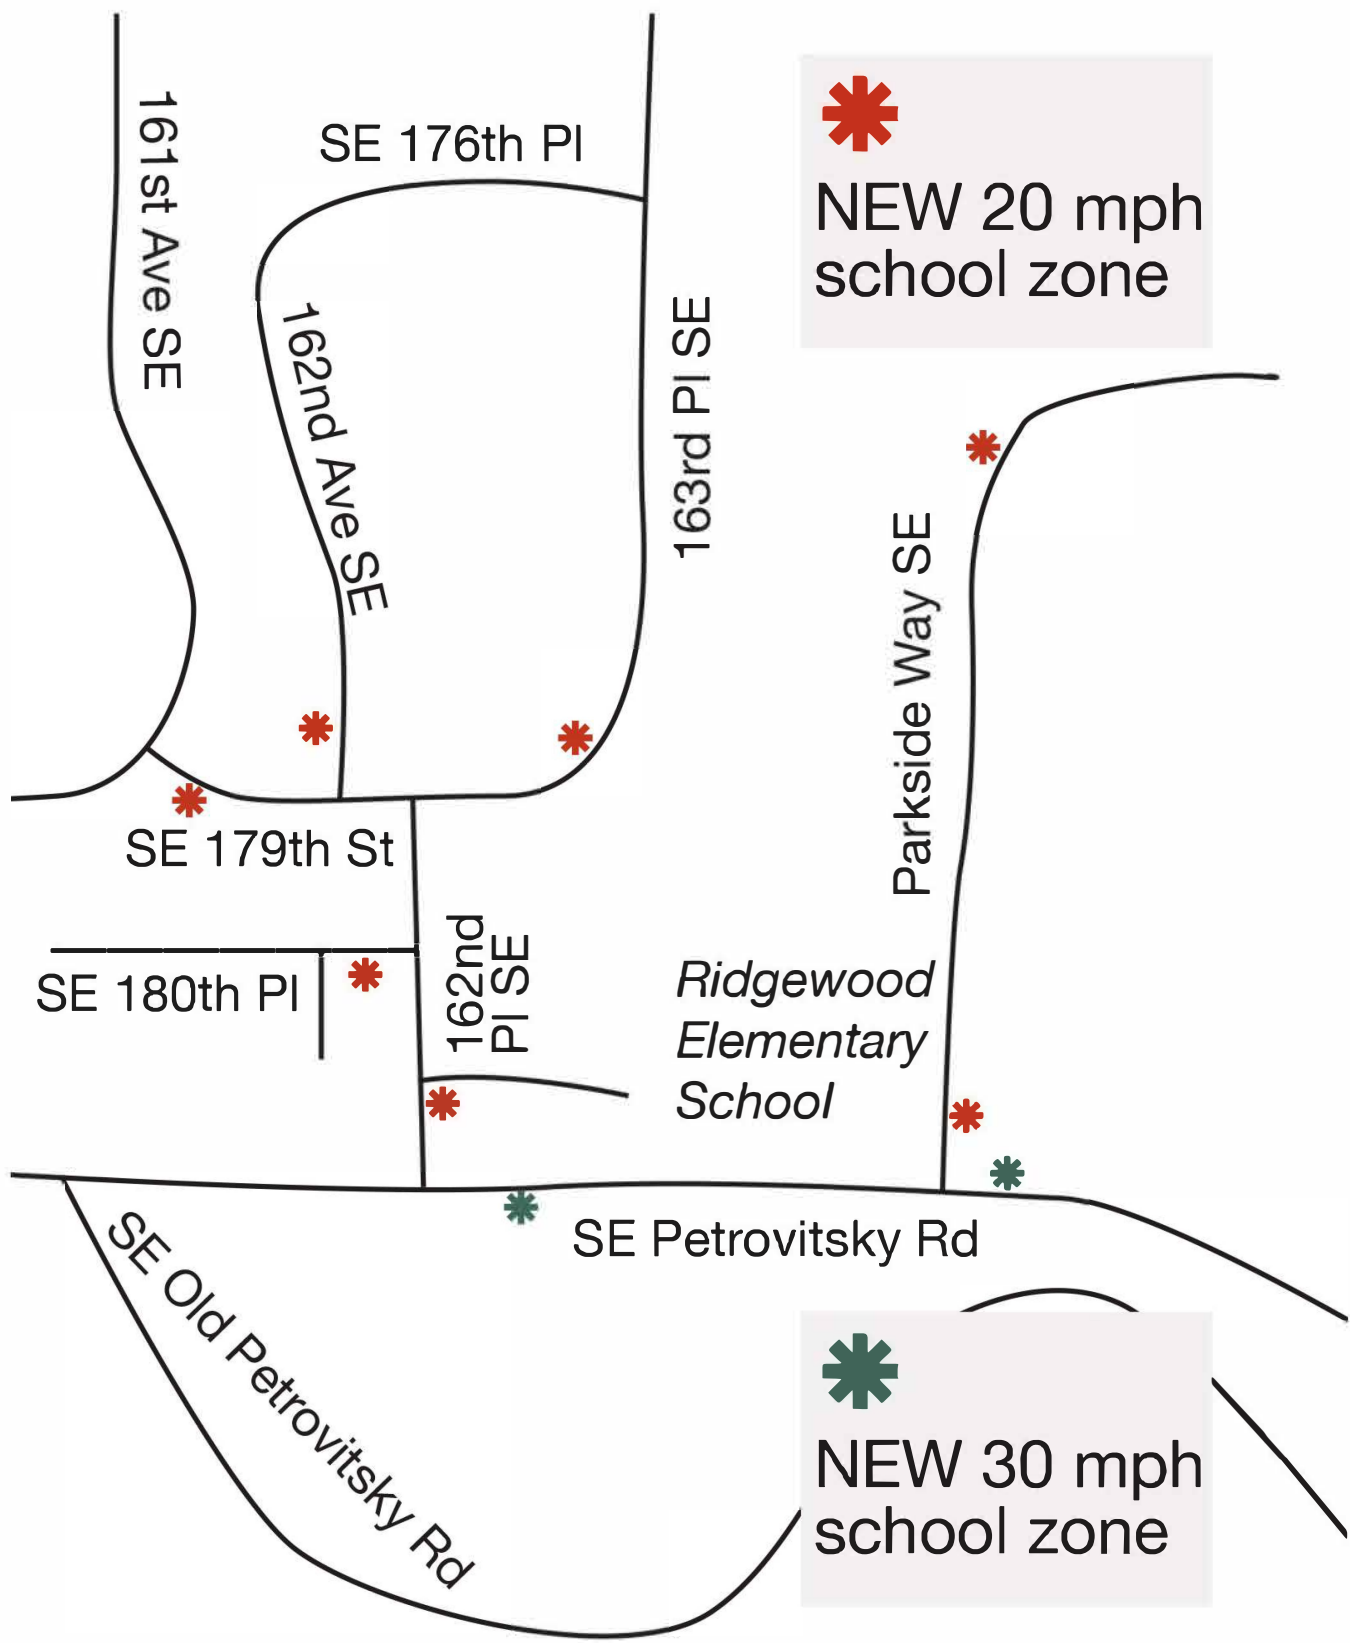 161st Ave SE
SE 176th Pl
162nd Ave SE
163rd Pl SE
NEW 20 mph
school zone
Parkside Way SE
SE 179th St
SE 180th Pl
162nd
Pl SE
Ridgewood
Elementary
School
SE Petrovitsky Rd
SE Old Petrovitsky Rd
NEW 30 mph
school zone